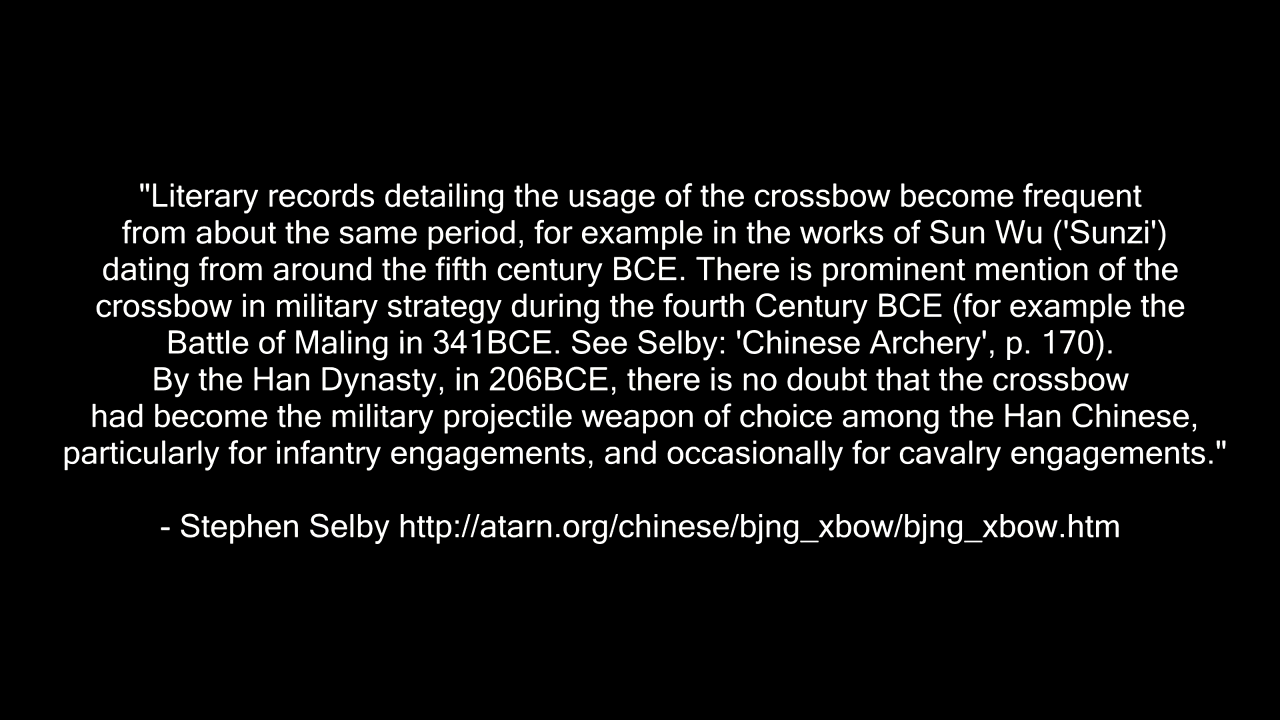 "Literary records detailing the usage of the crossbow become frequent
from about the same period, for example in the works of Sun Wu ('Sunzi')
dating from around the fifth century BCE. There is prominent mention of the
crossbow in military strategy during the fourth Century BCE (for example the
Battle of Maling in 341BCE. See Selby: 'Chinese Archery', p. 170).
By the Han Dynasty, in 206BCE, there is no doubt that the crossbow
had become the military projectile weapon of choice among the Han Chinese,
particularly for infantry engagements, and occasionally for cavalry engagements."
- Stephen Selby http://atarn.org/chinese/bjng_xbow/bjng_xbow.htm